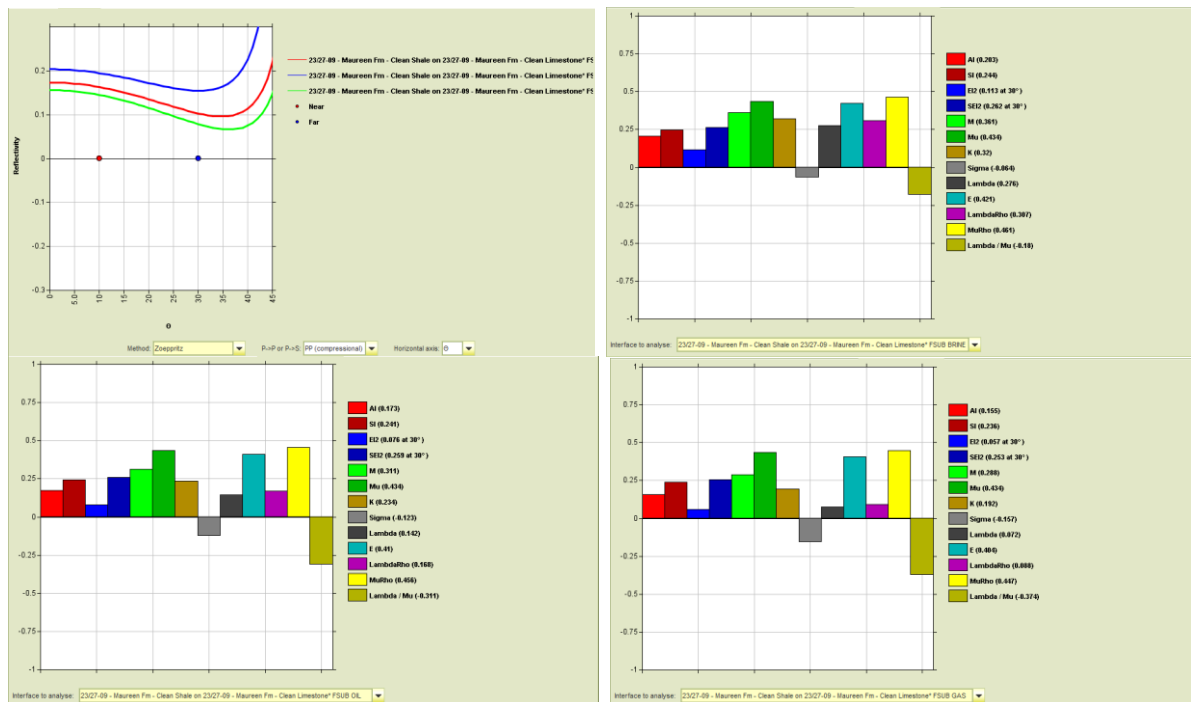 0.2
0.1
0
-0.1
-0.2
-0.3
Reflectivity
0
5.0
10
15
20
25
30
35
40
45
Θ
23/27-09 - Maureen Fm - Clean Shale on 23/27-09 - Maureen Fm - Clean Limestone* FS
23/27-09 - Maureen Fm - Clean Shale on 23/27-09 - Maureen Fm - Clean Limestone* FS
23/27-09 - Maureen Fm - Clean Shale on 23/27-09 - Maureen Fm - Clean Limestone* FS
Near
Far
Method: Zoeppritz P->P or P->S: PP (compressional) Horizontal axis: Θ
1
0.75
0.5
0.25
0
-0.25
-0.5
-0.75
-1
AI (0.203)
SI (0.244)
EI2 (0.113 at 30° )
SEI2 (0.262 at 30° )
M (0.361)
Mu (0.434)
K (0.32)
Sigma (-0.064)
Lambda (0.276)
E (0.421)
LambdaRho (0.307)
MuRho (0.461)
Lambda / Mu (-0.18)
Interface to analyse: 23/27-09 - Maureen Fm - Clean Shale on 23/27-09 - Maureen Fm - Clean Limestone* FSUB BRINE
1
0.75
0.5
0.25
0
-0.25
-0.5
-0.75
-1
AI (0.173)
SI (0.241)
EI2 (0.076 at 30° )
SEI2 (0.259 at 30° )
M (0.311)
Mu (0.434)
K (0.234)
Sigma (-0.123)
Lambda (0.142)
E (0.41)
LambdaRho (0.168)
MuRho (0.456)
Lambda / Mu (-0.311)
Interface to analyse: 23/27-09 - Maureen Fm - Clean Shale on 23/27-09 - Maureen Fm - Clean Limestone* FSUB OIL
1
0.75
0.5
0.25
0
-0.25
-0.5
-0.75
-1
AI (0.155)
SI (0.236)
EI2 (0.057 at 30° )
SEI2 (0.253 at 30° )
M (0.288)
Mu (0.434)
K (0.192)
Sigma (-0.157)
Lambda (0.072)
E (0.404)
LambdaRho (0.088)
MuRho (0.447)
Lambda / Mu (-0.374)
Interface to analyse: 23/27-09 - Maureen Fm - Clean Shale on 23/27-09 - Maureen Fm - Clean Limestone* FSUB GAS